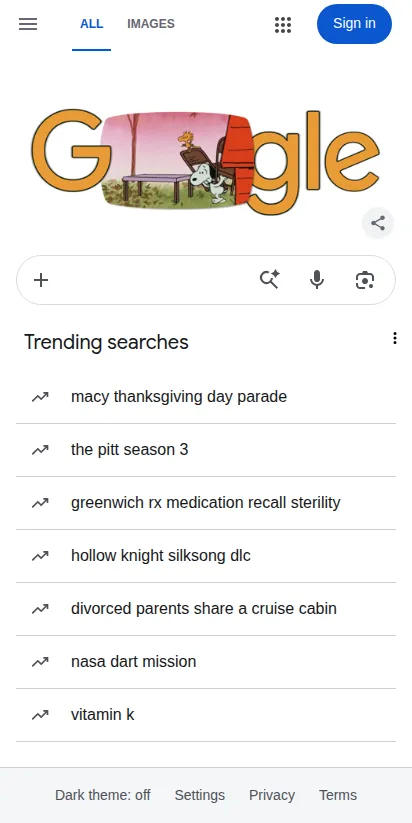 ALL IMAGES Sign in
Google
Trending searches
macy thanksgiving day parade
the pitt season 3
greenwich rx medication recall sterility
hollow knight silksong dlc
divorced parents share a cruise cabin
nasa dart mission
vitamin k
Dark theme: off Settings Privacy Terms